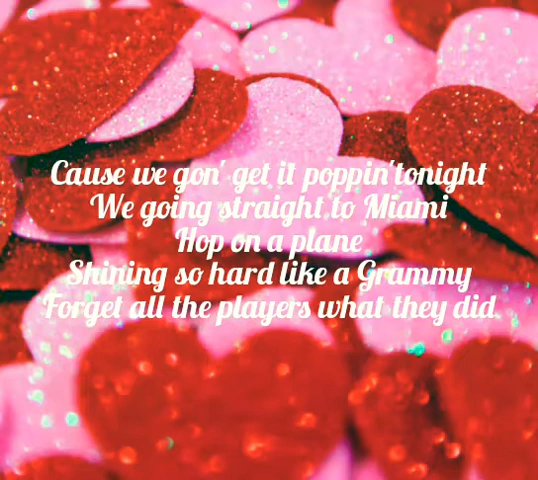 Cause we gon' get it poppin'tonight
We going straight to Miami
Hop on a plane
Shining so hard like a Grammy
Forget all the players what they did